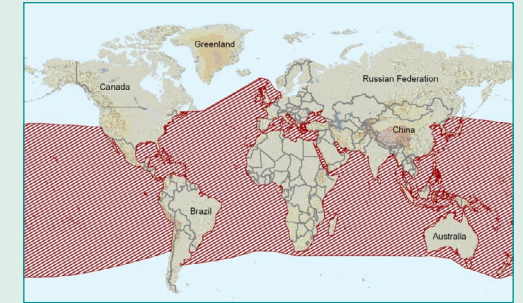 Greenland
Canada
Russian Federation
China
Brazil
Australia